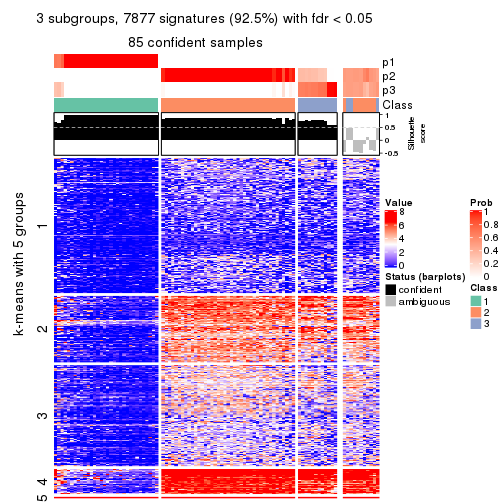 3 subgroups, 7877 signatures (92.5%) with fdr < 0.05
85 confident samples
p1
p2
p3
Class
1
0.5
0
-0.5
Silhouette
score
k-means with 5 groups
1
2
3
4
5
Value
8
6
4
2
0
Status (barplots)
confident
ambiguous
Prob
1
0.8
0.6
0.4
0.2
0
Class
1
2
3